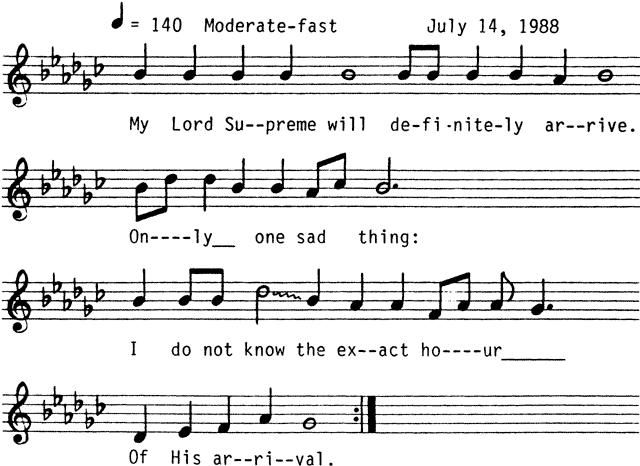 ♩ = 140 Moderate-fast July 14, 1988
My Lord Su--preme will de-fi-nite-ly ar--rive.
On----ly__ one sad thing:
I do not know the ex--act ho----ur______
Of His ar--ri--val.